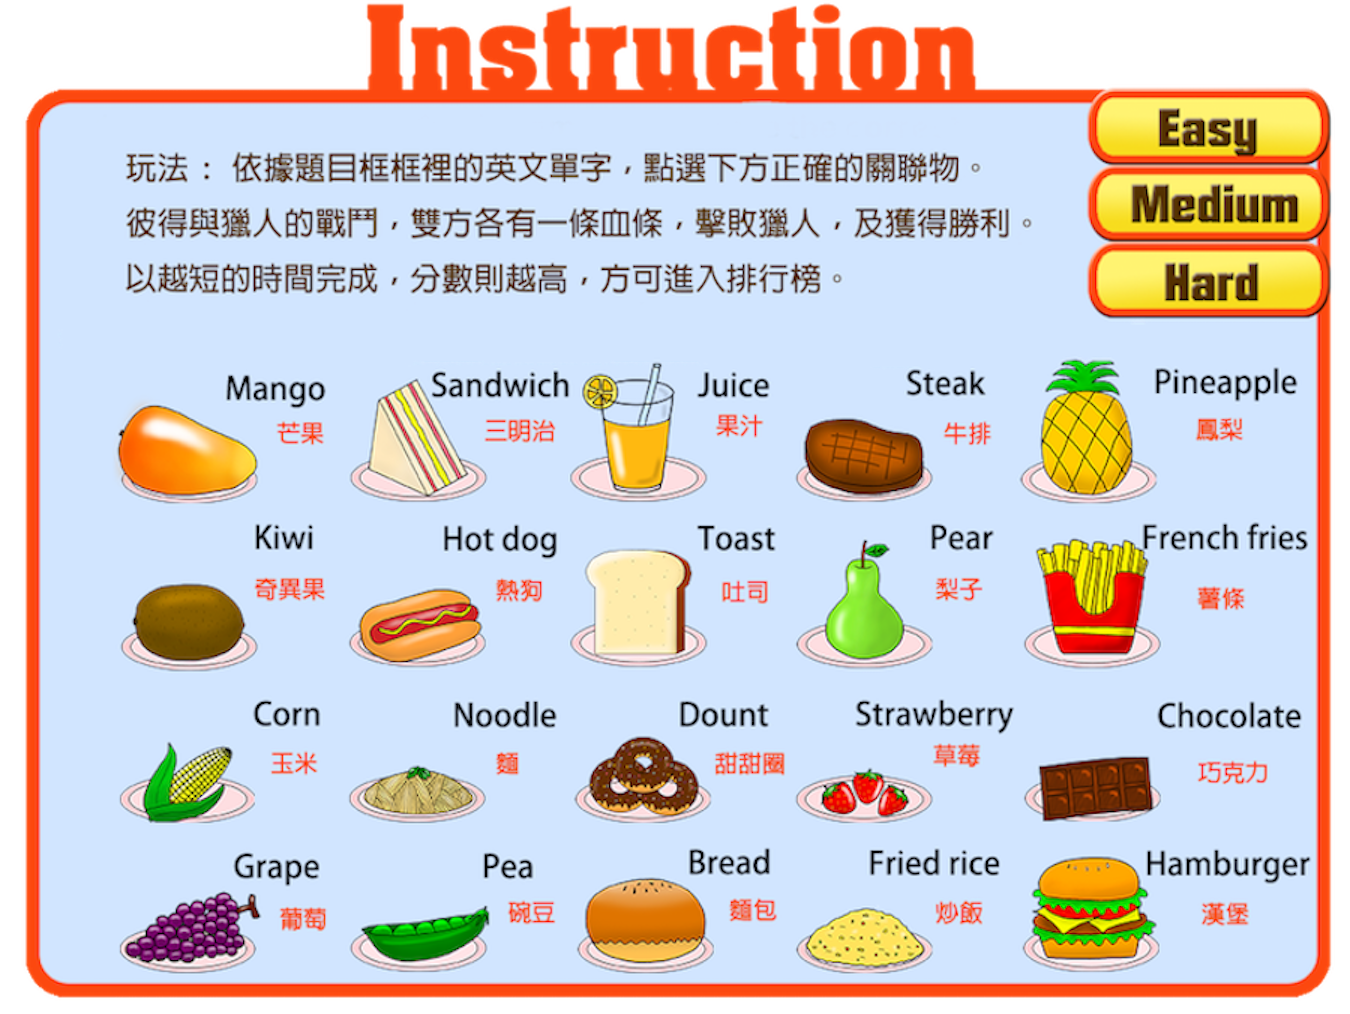 Instruction
Easy
Medium
Hard
玩法： 依據題目框框裡的英文單字，點選下方正確的關聯物。
彼得與獵人的戰鬥，雙方各有一條血條，擊敗獵人，及獲得勝利。
以越短的時間完成，分數則越高，方可進入排行榜。
Mango
芒果
Sandwich
三明治
Juice
果汁
Steak
牛排
Pineapple
鳳梨
Kiwi
奇異果
Hot dog
熱狗
Toast
吐司
Pear
梨子
French fries
薯條
Corn
玉米
Noodle
麵
Dount
甜甜圈
Strawberry
草莓
Chocolate
巧克力
Grape
葡萄
Pea
碗豆
Bread
麵包
Fried rice
炒飯
Hamburger
漢堡